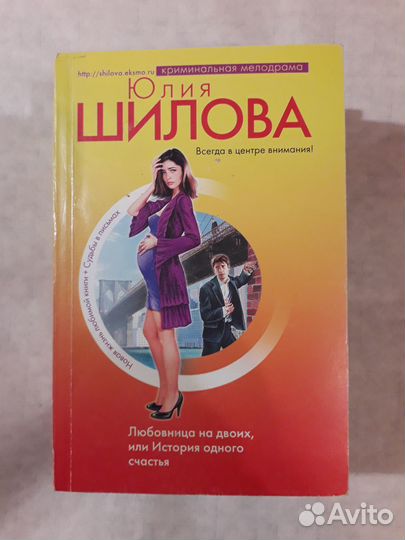 http://shilova.eksmo.ru криминальная мелодрама
Юлия
ШИЛОВА
Всегда в центре внимания!
Новая жизнь любимой книги + Судьбы в письмах
Любовница на двоих,
или История одного
счастья
Avito